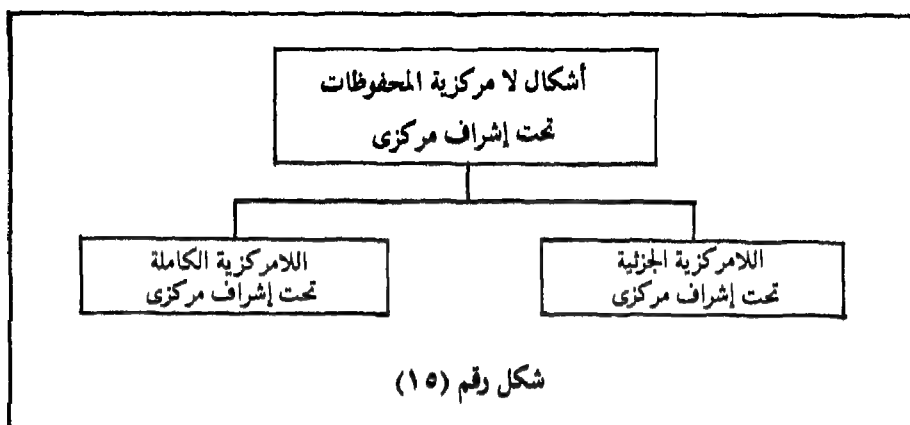 أشكال لا مركزية المحفوظات
تحت إشراف مركزى
اللامركزية الجزئية
تحت إشراف مركزى
اللامركزية الكاملة
تحت إشراف مركزى
شكل رقم (١٥)